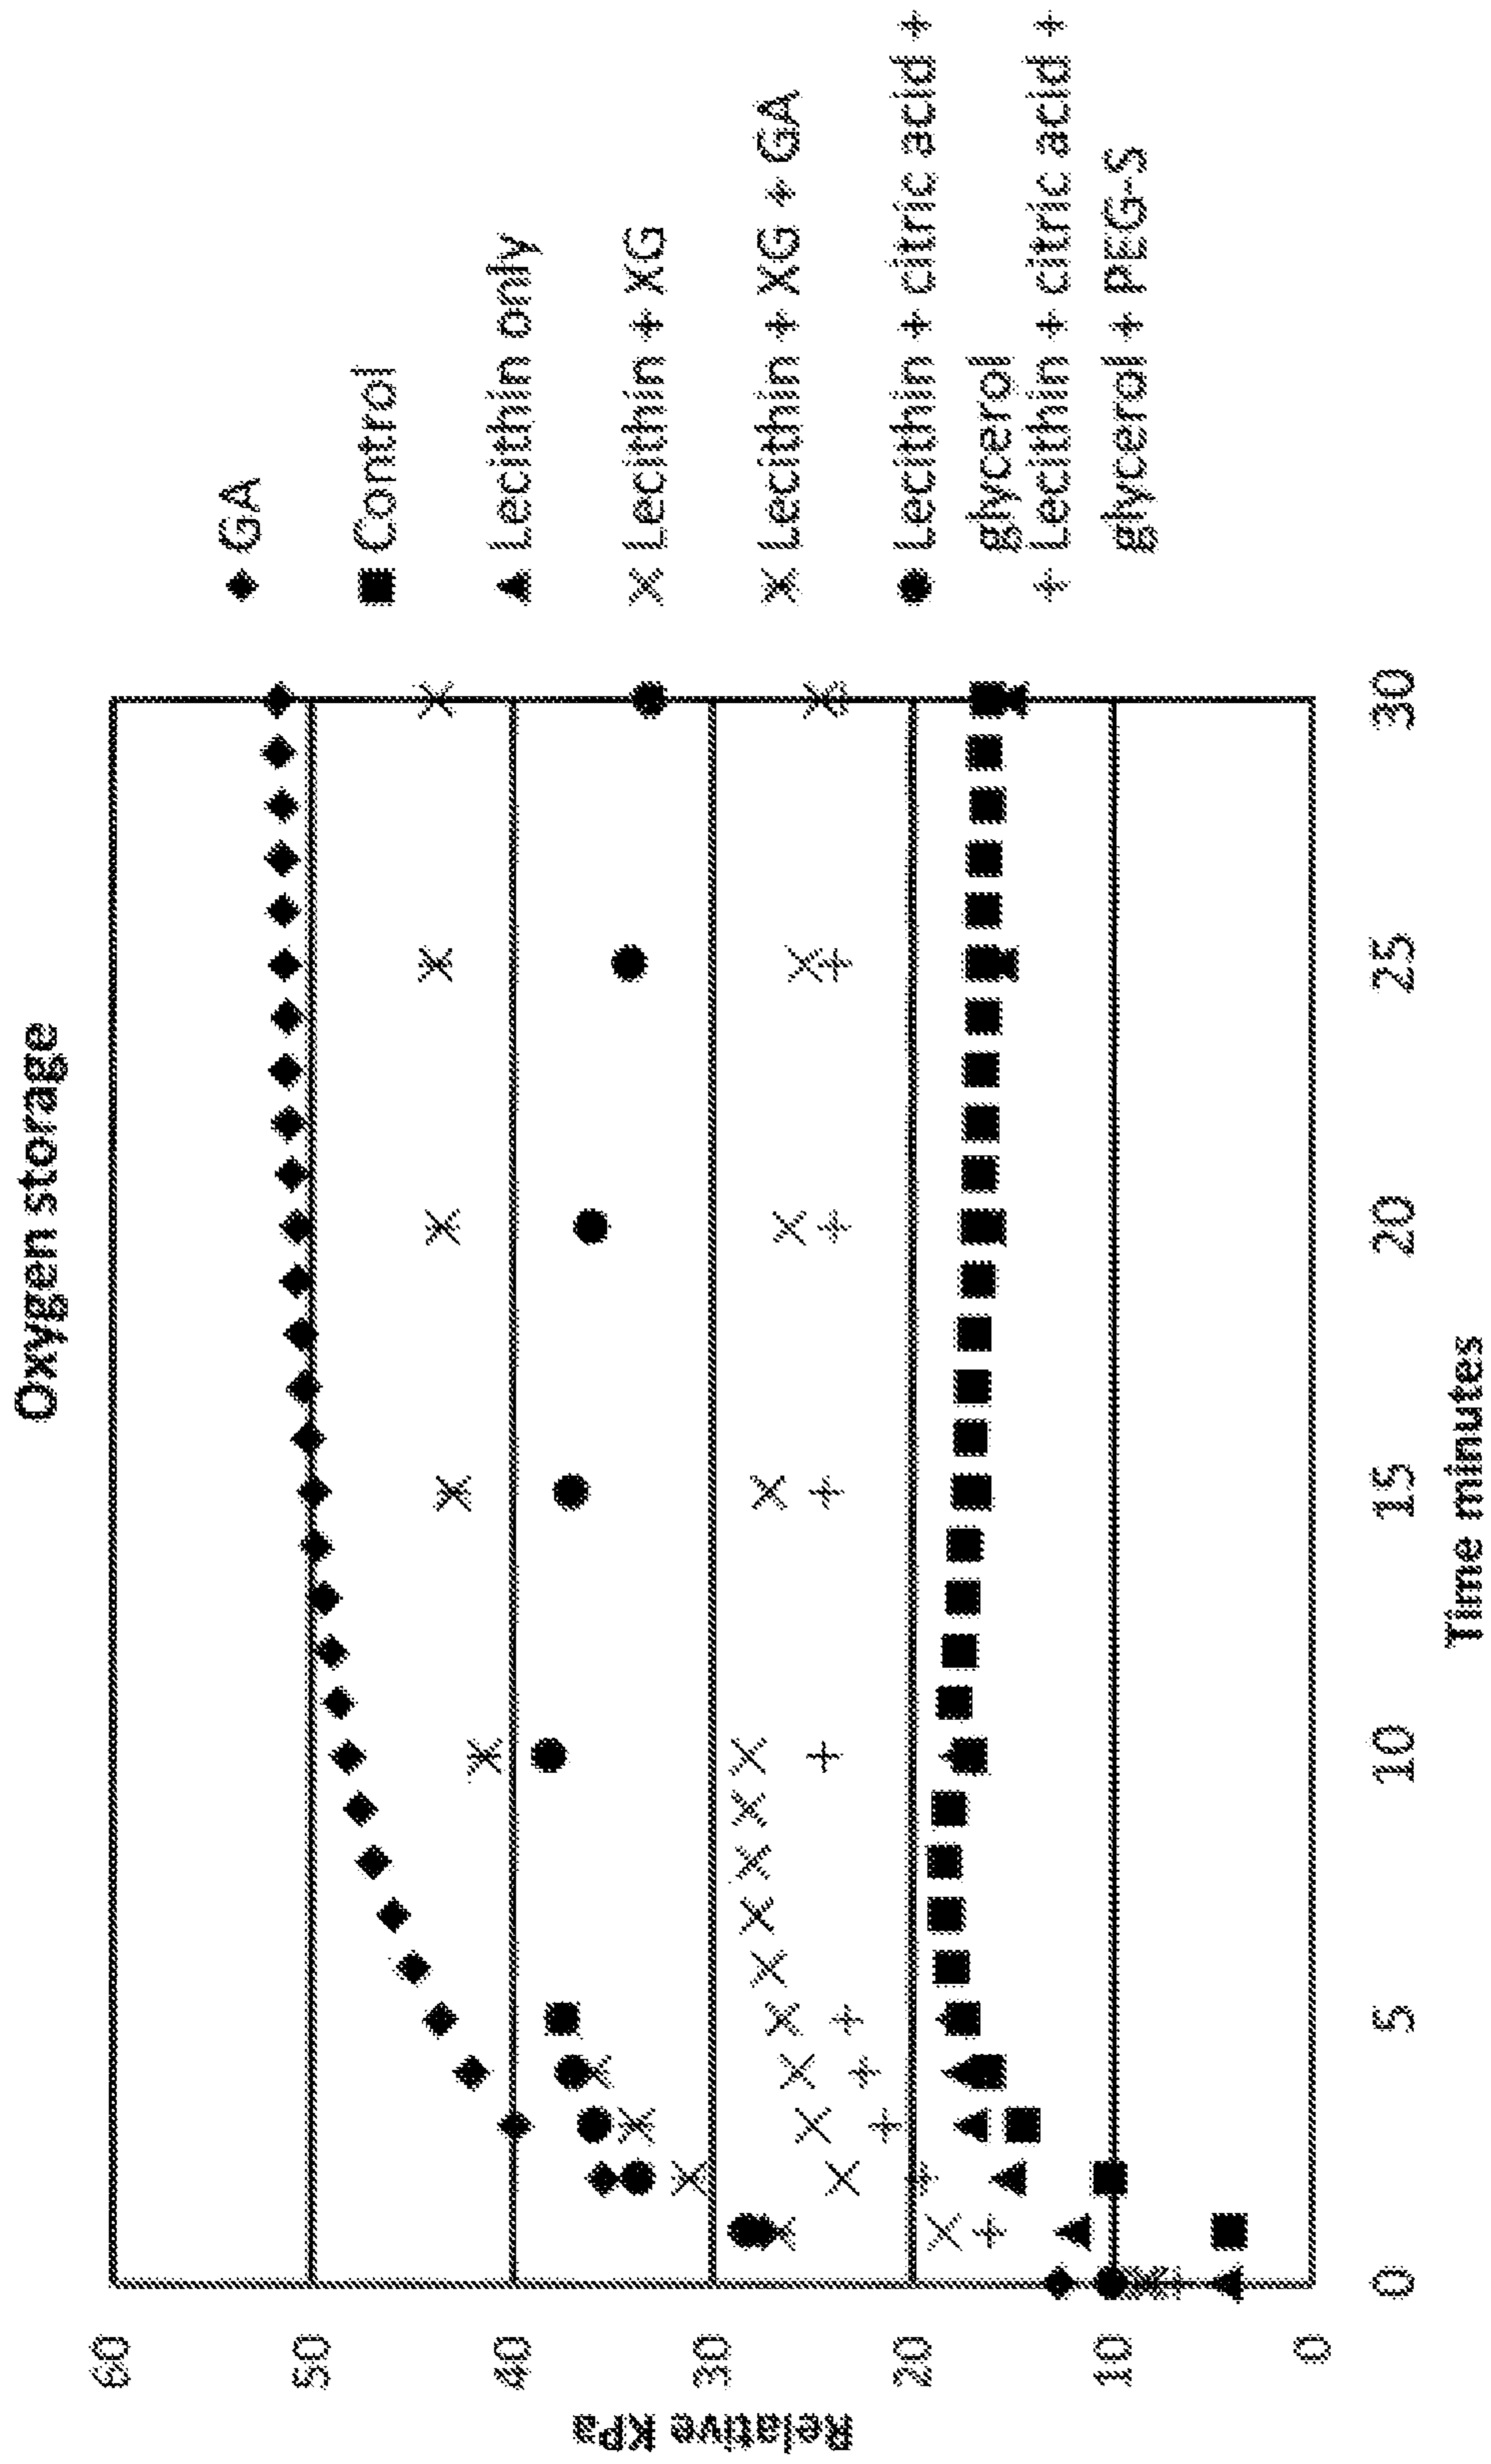 Oxygen storage
60
50
40
30
20
10
0
Relative KPa
0
5
10
15
20
25
30
Time minutes
GA
Control
Lecithin only
Lecithin + XG
Lecithin + XG + GA
Lecithin + citric acid +
glycerol
Lecithin + citric acid +
glycerol + PEG-S